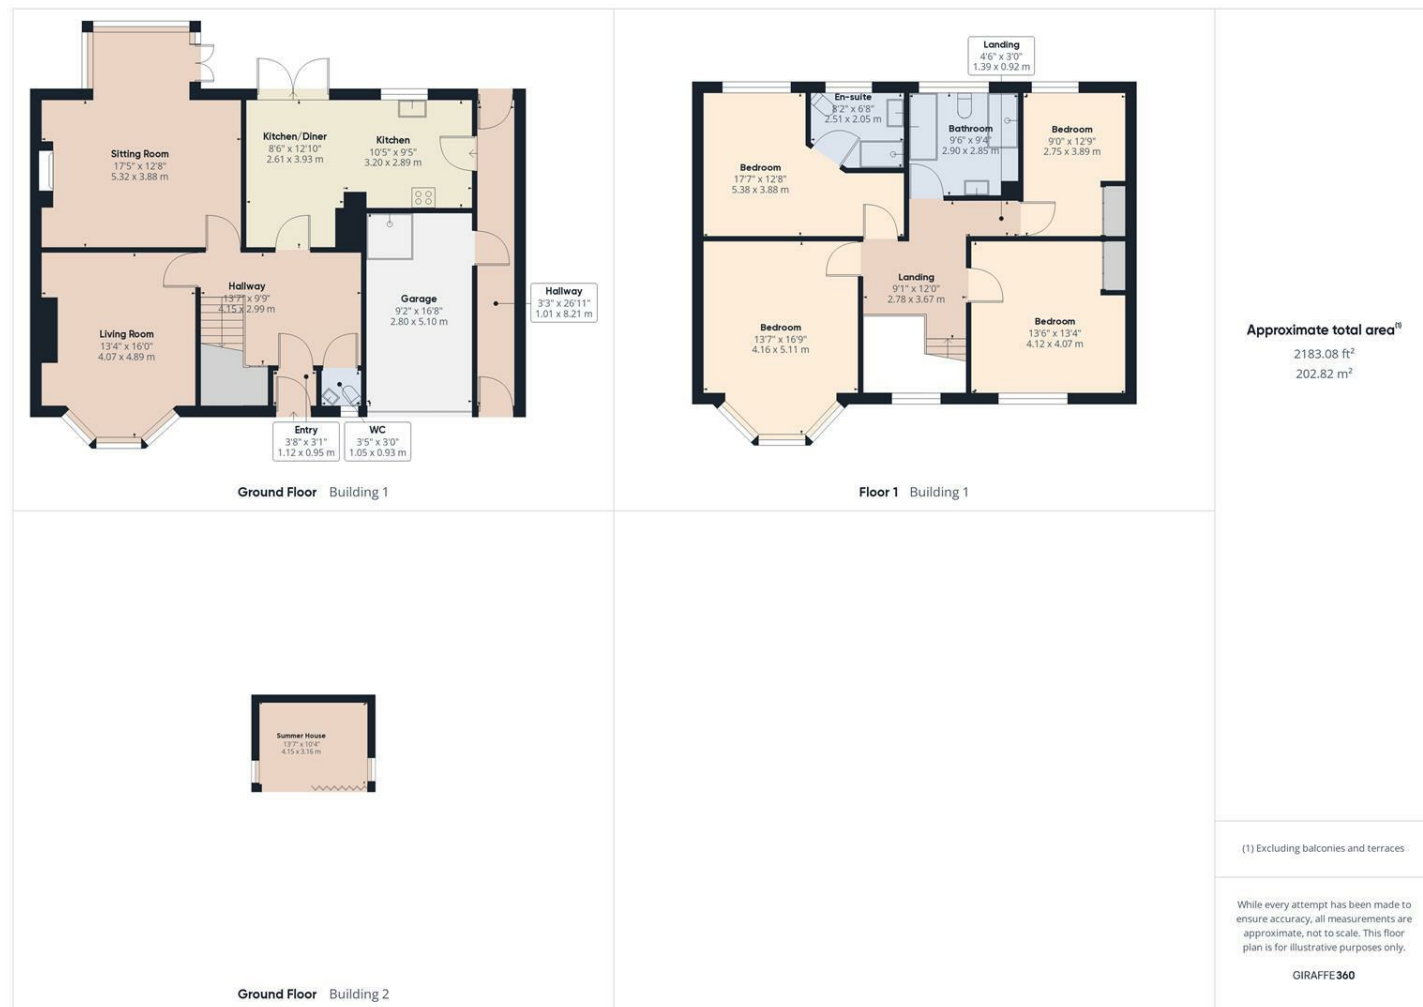 Sitting Room
17'5" x 12'8"
5.32 x 3.88 m
Kitchen/Diner
8'6" x 12'10"
2.61 x 3.93 m
Kitchen
10'5" x 9'5"
3.20 x 2.89 m
Hallway
13'7" x 9'9"
4.15 x 2.99 m
Living Room
13'4" x 16'0"
4.07 x 4.89 m
Garage
9'2" x 16'8"
2.80 x 5.10 m
Hallway
3'3" x 26'11"
1.01 x 8.21 m
Entry
3'8" x 3'1"
1.12 x 0.95 m
WC
3'5" x 3'0"
1.05 x 0.93 m
Ground Floor Building 1
Landing
4'6" x 3'0"
1.39 x 0.92 m
En-suite
8'2" x 6'8"
2.51 x 2.05 m
Bathroom
9'6" x 9'4"
2.90 x 2.85 m
Bedroom
9'0" x 12'9"
2.75 x 3.89 m
Bedroom
17'7" x 12'8"
5.38 x 3.88 m
Landing
9'1" x 12'0"
2.78 x 3.67 m
Bedroom
13'7" x 16'9"
4.16 x 5.11 m
Bedroom
13'6" x 13'4"
4.12 x 4.07 m
Floor 1 Building 1
Approximate total area(1)
2183.08 ft²
202.82 m²
Summer House
13'7" x 10'4"
4.15 x 3.16 m
Ground Floor Building 2
(1) Excluding balconies and terraces
While every attempt has been made to
ensure accuracy, all measurements are
approximate, not to scale. This floor
plan is for illustrative purposes only.
GIRAFFE360